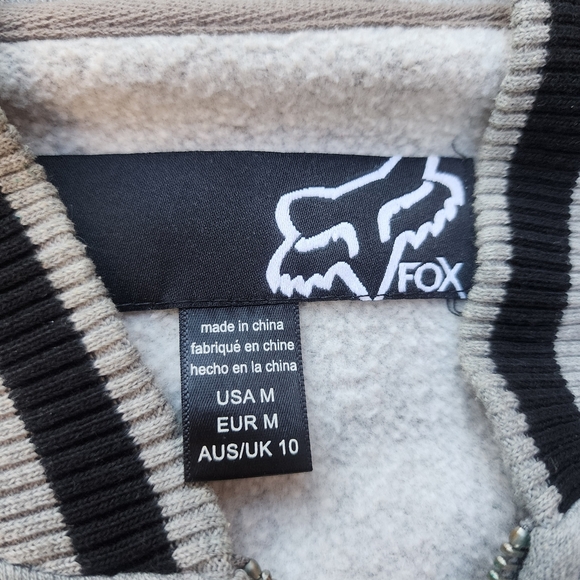 FOX
made in china
fabriqué en chine
hecho en la china
USA M
EUR M
AUS/UK 10